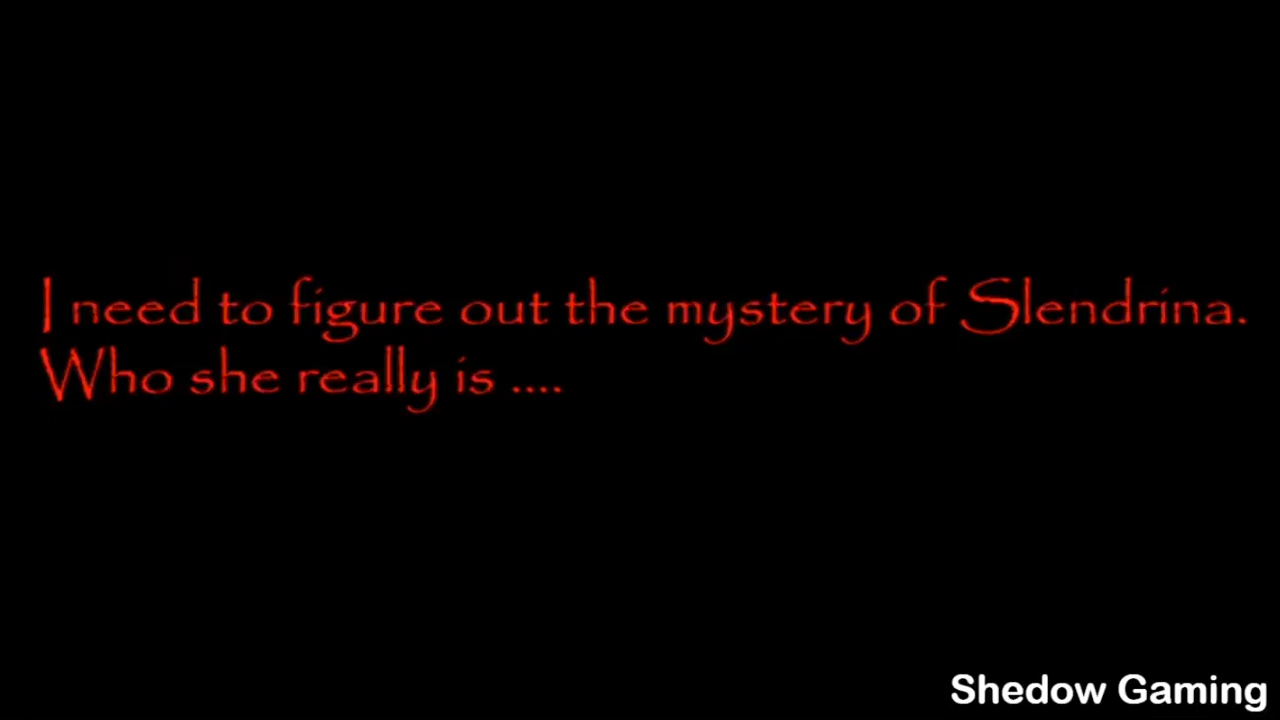 I need to figure out the mystery of Slendrina.
Who she really is ....
Shedow Gaming